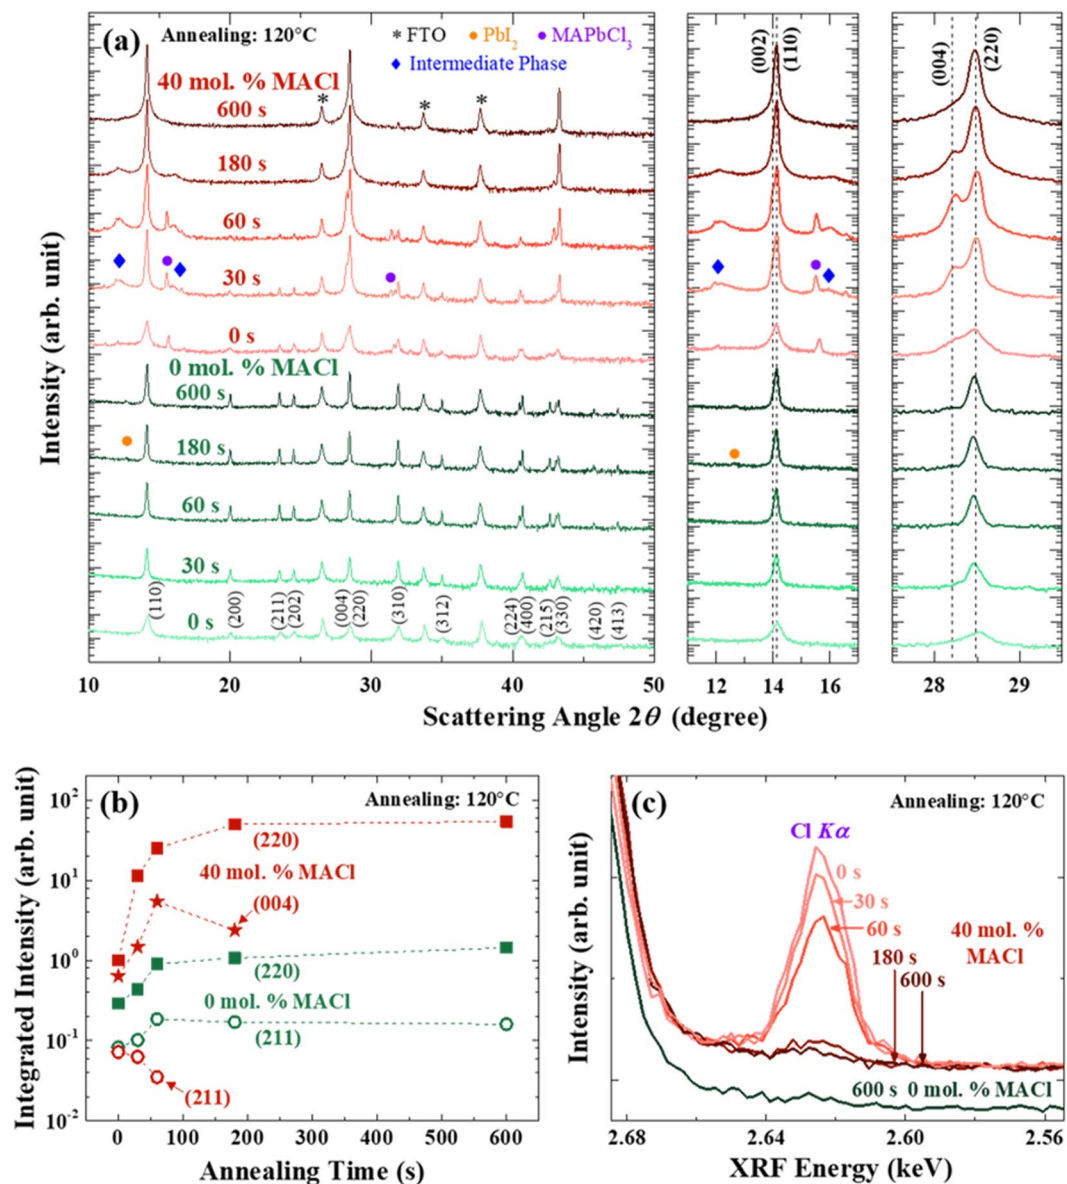 (a) Annealing: 120°C * FTO ● PbI₂ ● MAPbCl₃
◆ Intermediate Phase
40 mol. % MACl
600 s
180 s
60 s
30 s
0 s
0 mol. % MACl
600 s
180 s
60 s
30 s
0 s
* * *
(110) (200) (211) (202) (004) (220) (310) (312) (224) (400) (215) (330) (420) (413)
(002) (110)
(004) (220)
Intensity (arb. unit)
10 20 30 40 50
12 14 16
28 29
Scattering Angle 2θ (degree)
(b) Annealing: 120°C
(220)
40 mol. % MACl
(004)
(220)
0 mol. % MACl
(211)
(211)
10² 10¹ 10⁰ 10⁻¹ 10⁻²
Integrated Intensity (arb. unit)
0 100 200 300 400 500 600
Annealing Time (s)
(c) Annealing: 120°C
Cl Kα
0 s
30 s
60 s
40 mol. %
MACl
180 s
600 s
600 s 0 mol. % MACl
Intensity (arb. unit)
2.68 2.64 2.60 2.56
XRF Energy (keV)